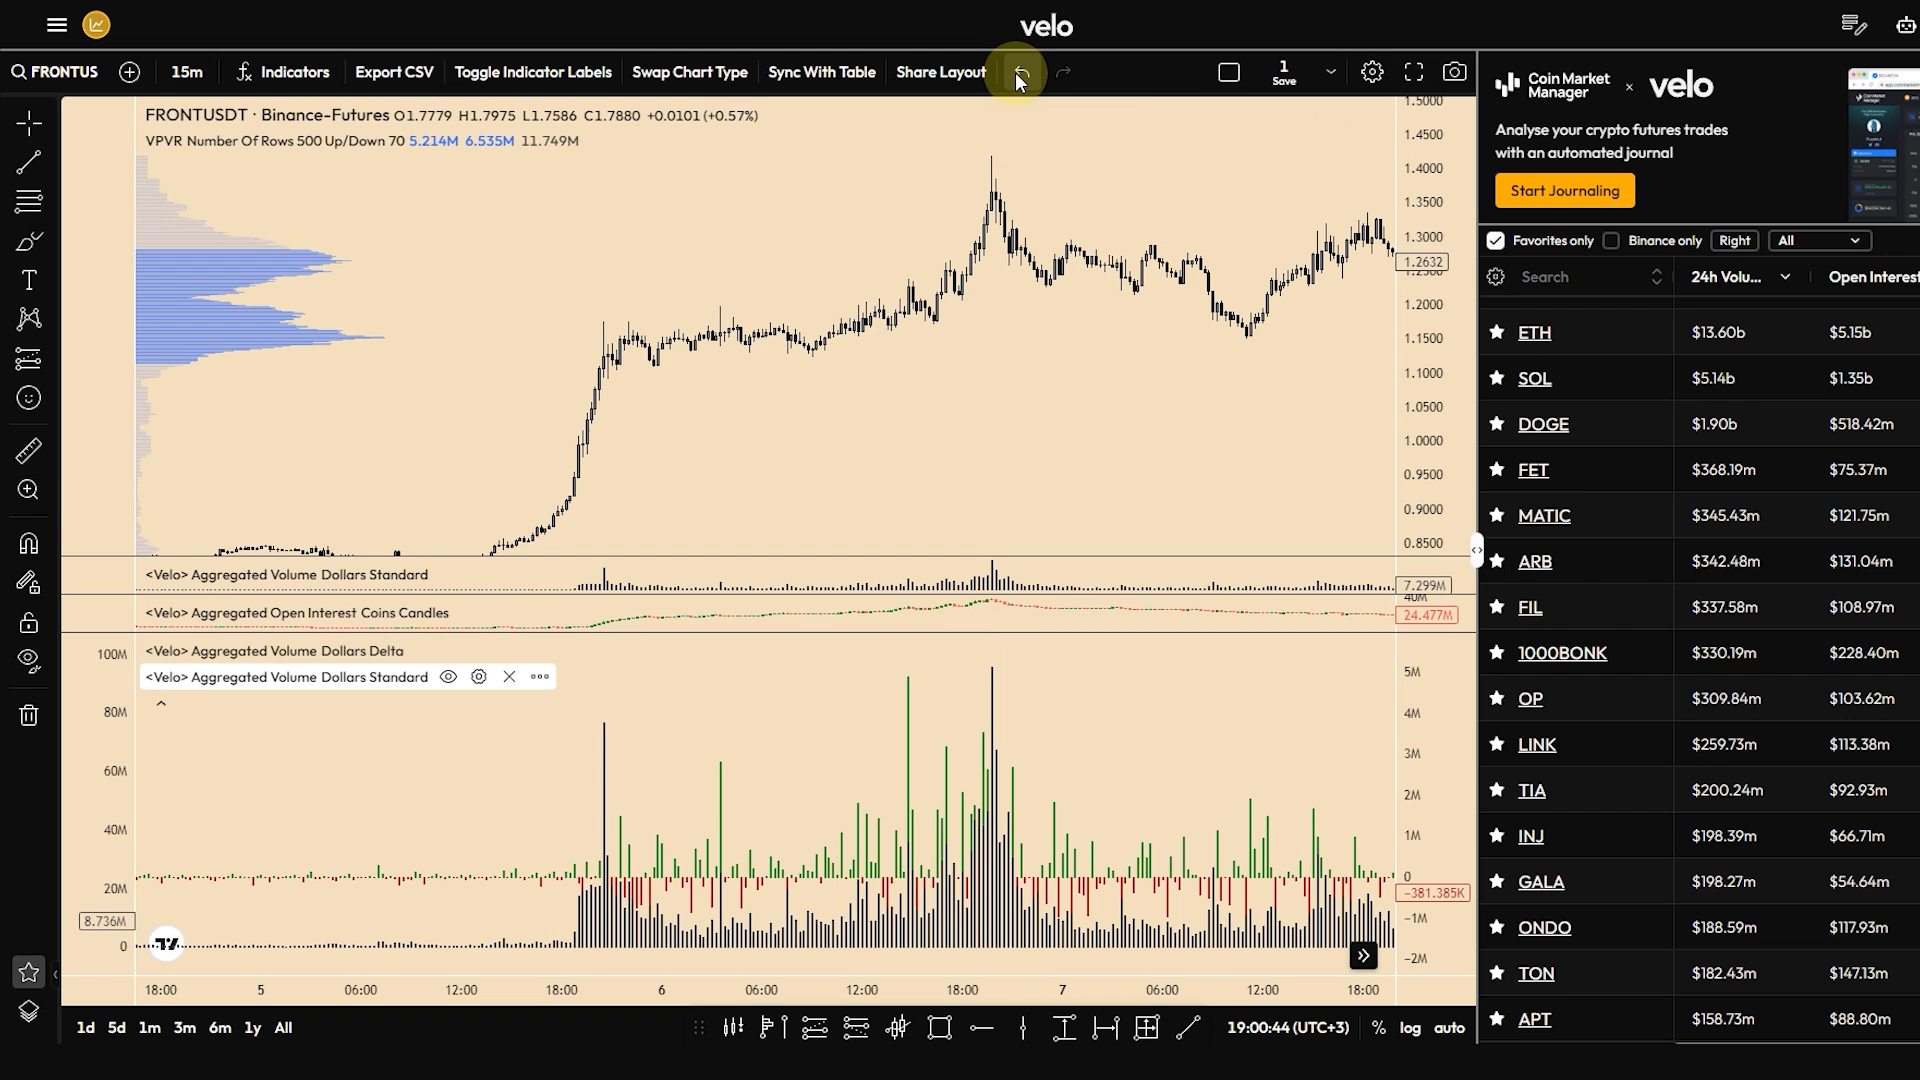 velo
FRONTUS 15m Indicators Export CSV Toggle Indicator Labels Swap Chart Type Sync With Table Share Layout 1 Save
FRONTUSDT · Binance-Futures O1.7779 H1.7975 L1.7586 C1.7880 +0.0101 (+0.57%)
VPVR Number Of Rows 500 Up/Down 70 5.214M 6.535M 11.749M
1.5000
1.4500
1.4000
1.3500
1.3000
1.2632
1.2000
1.1500
1.1000
1.0500
1.0000
0.9500
0.9000
0.8500
<Velo> Aggregated Volume Dollars Standard
7.299M
40M
<Velo> Aggregated Open Interest Coins Candles
24.477M
<Velo> Aggregated Volume Dollars Delta
<Velo> Aggregated Volume Dollars Standard
100M
80M
60M
40M
20M
8.736M
0
5M
4M
3M
2M
1M
0
−381.385K
−1M
−2M
18:00 5 06:00 12:00 18:00 6 06:00 12:00 18:00 7 06:00 12:00 18:00
1d 5d 1m 3m 6m 1y All
19:00:44 (UTC+3) % log auto
Coin Market Manager × velo
Analyse your crypto futures trades
with an automated journal
Start Journaling
Favorites only Binance only Right All
Search 24h Volu... Open Interest
ETH $13.60b $5.15b
SOL $5.14b $1.35b
DOGE $1.90b $518.42m
FET $368.19m $75.37m
MATIC $345.43m $121.75m
ARB $342.48m $131.04m
FIL $337.58m $108.97m
1000BONK $330.19m $228.40m
OP $309.84m $103.62m
LINK $259.73m $113.38m
TIA $200.24m $92.93m
INJ $198.39m $66.71m
GALA $198.27m $54.64m
ONDO $188.59m $117.93m
TON $182.43m $147.13m
APT $158.73m $88.80m